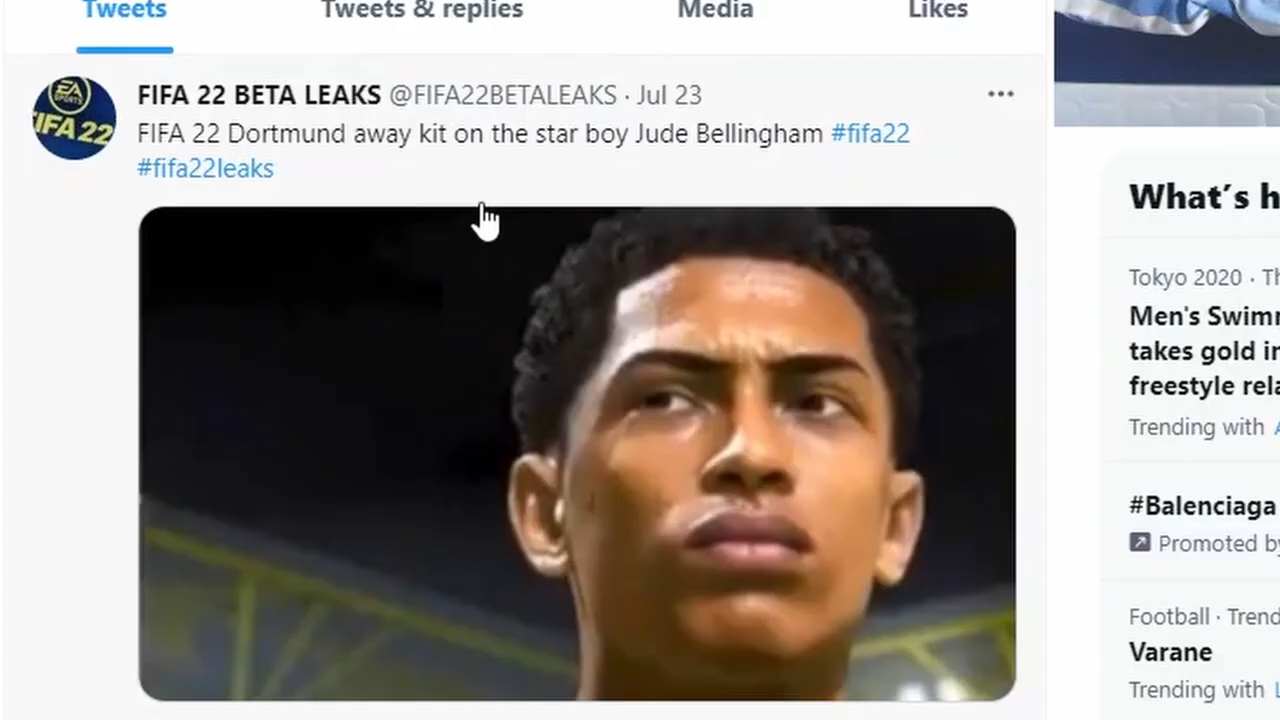 Tweets Tweets & replies Media Likes
EA
SPORTS
FIFA 22
FIFA 22 BETA LEAKS @FIFA22BETALEAKS · Jul 23
FIFA 22 Dortmund away kit on the star boy Jude Bellingham #fifa22
#fifa22leaks
What's h
Tokyo 2020 · Th
Men's Swimm
takes gold in
freestyle rela
Trending with
#Balenciaga
Promoted by
Football · Trend
Varane
Trending with L